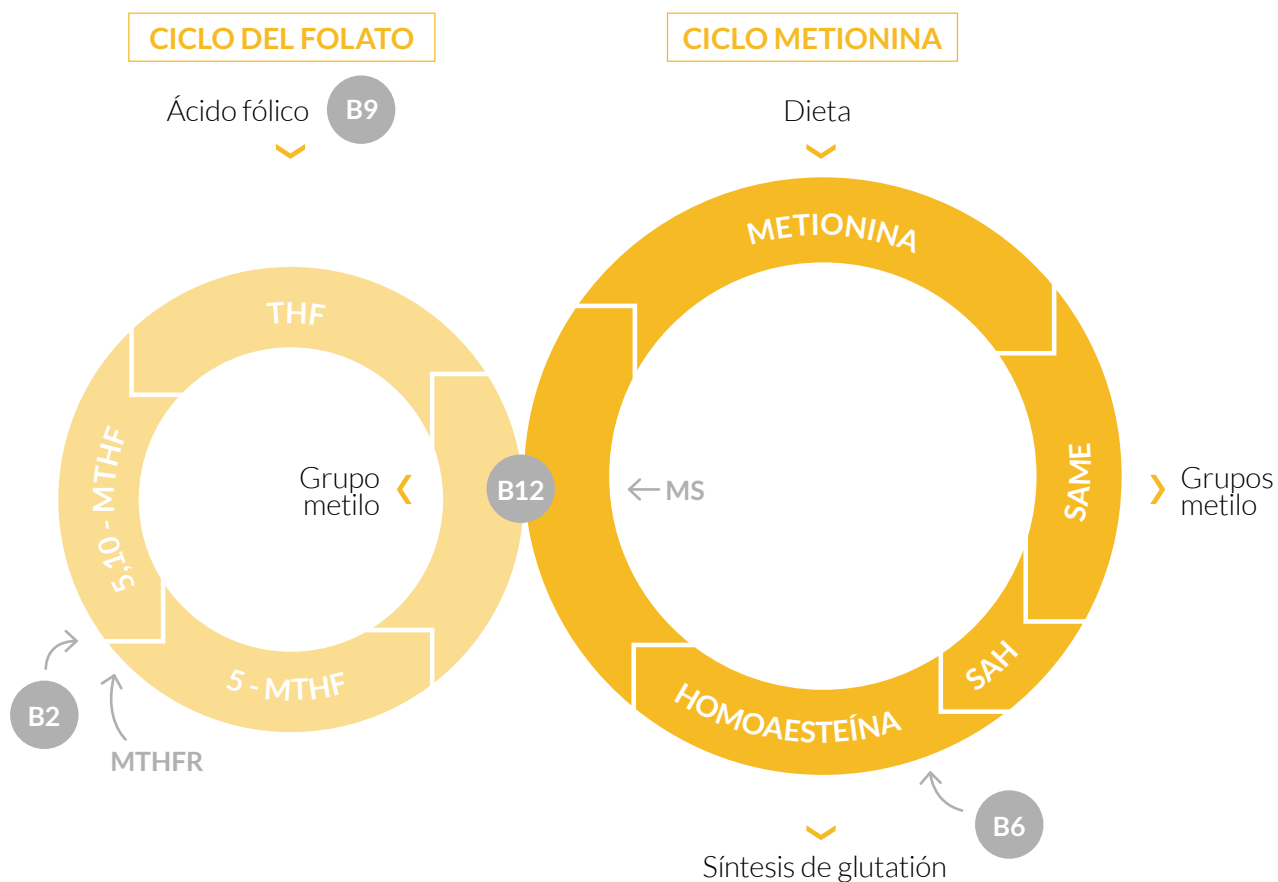 CICLO DEL FOLATO
CICLO METIONINA
Ácido fólico
B9
Dieta
METIONINA
THF
5,10 - MTHF
Grupo
metilo
B12
MS
SAME
Grupos
metilo
5 - MTHF
SAH
HOMOAESTEÍNA
B2
MTHFR
B6
Síntesis de glutatión